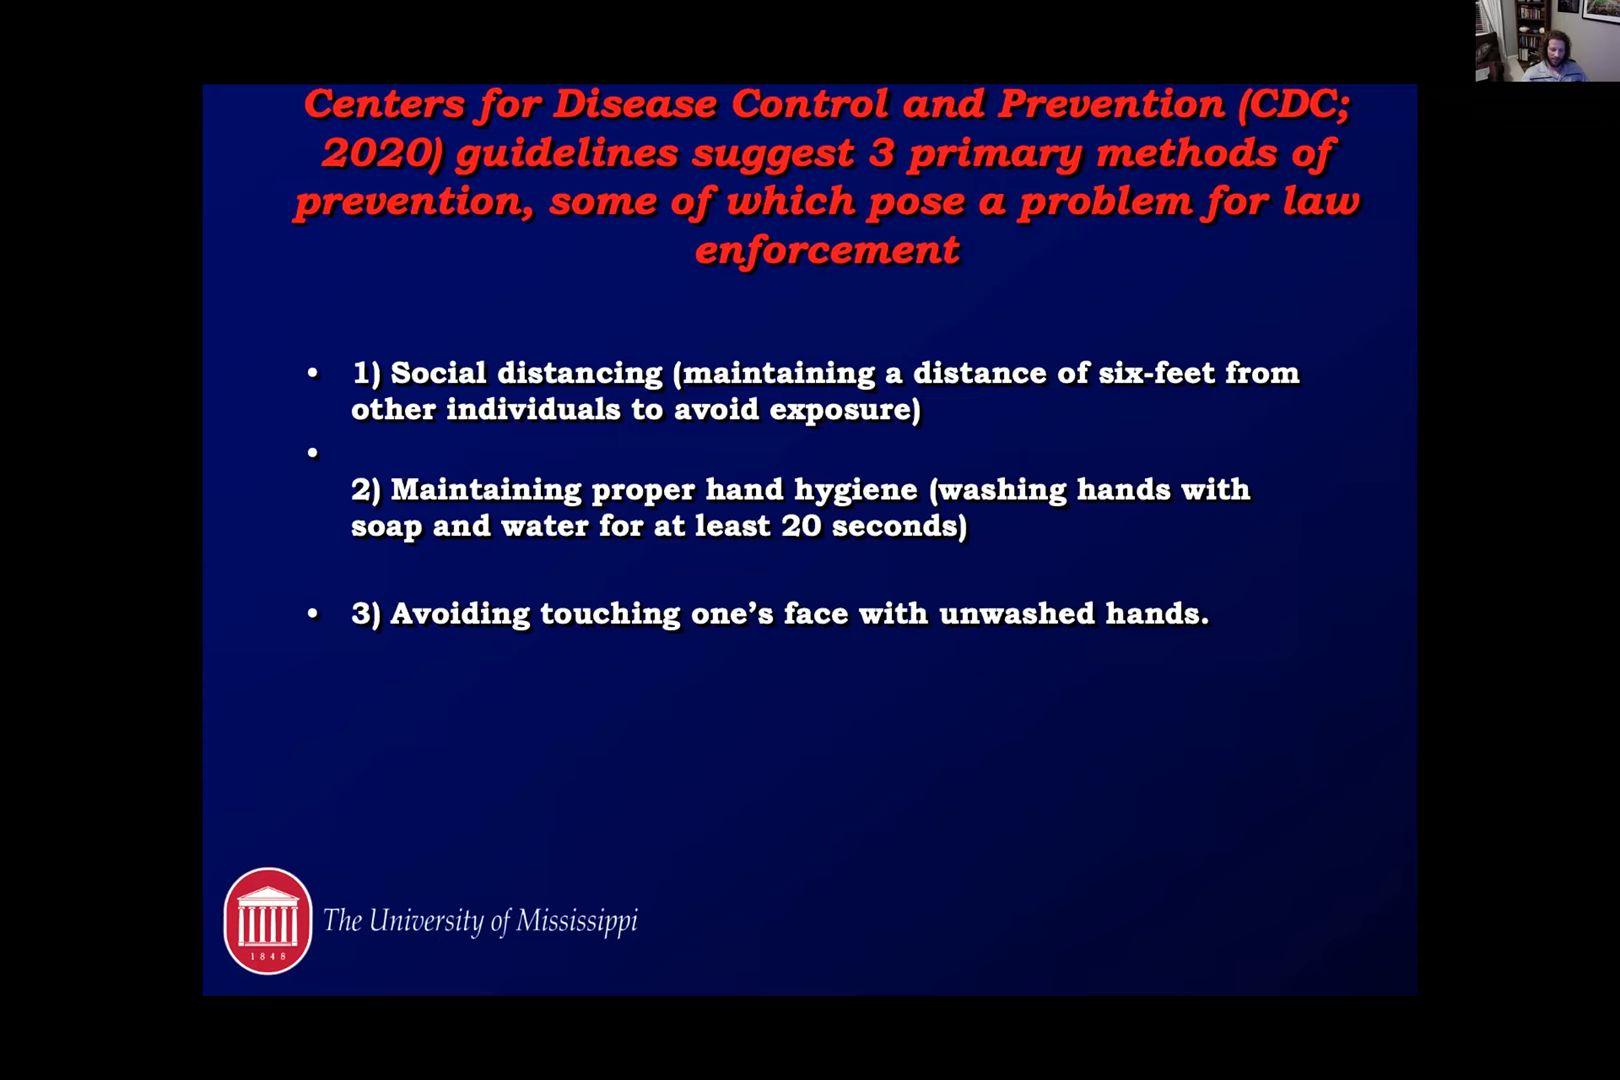 Centers for Disease Control and Prevention (CDC;
2020) guidelines suggest 3 primary methods of
prevention, some of which pose a problem for law
enforcement
• 1) Social distancing (maintaining a distance of six-feet from
other individuals to avoid exposure)
•
2) Maintaining proper hand hygiene (washing hands with
soap and water for at least 20 seconds)
• 3) Avoiding touching one’s face with unwashed hands.
The University of Mississippi
1848